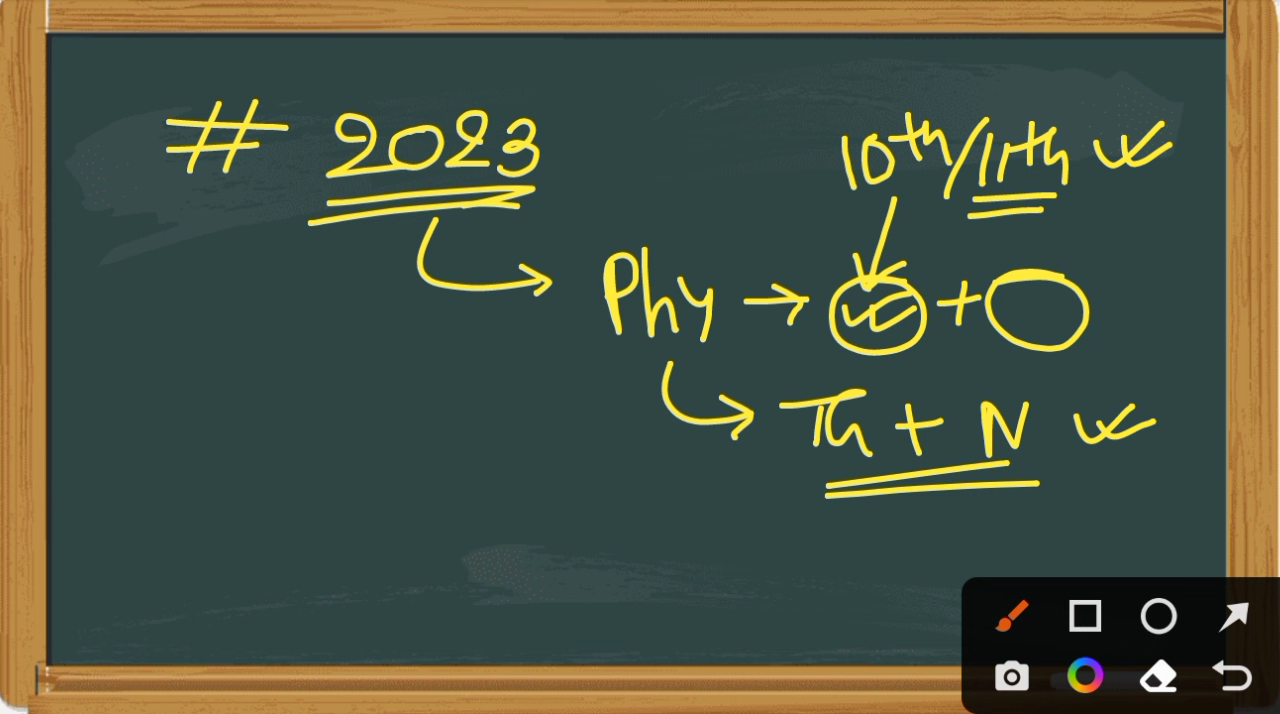 # 2023
10th/11th
Phy → +
Th + N